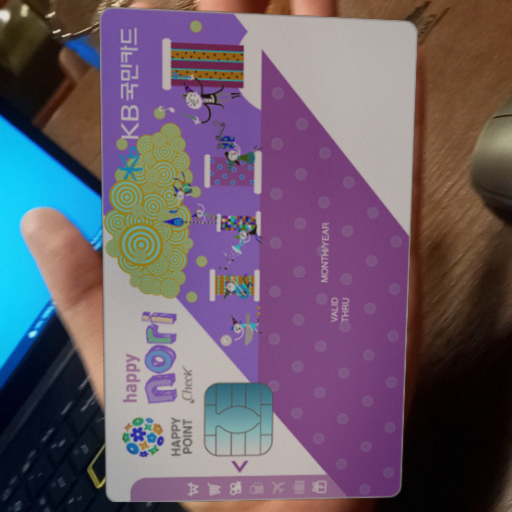 KB국민카드
happy
nori
Check
HAPPY
POINT
MONTH/YEAR
VALID
THRU